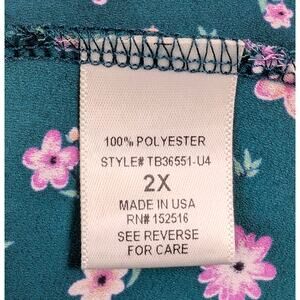 100% POLYESTER
STYLE# TB36551-U4
2X
MADE IN USA
RN# 152516
SEE REVERSE
FOR CARE